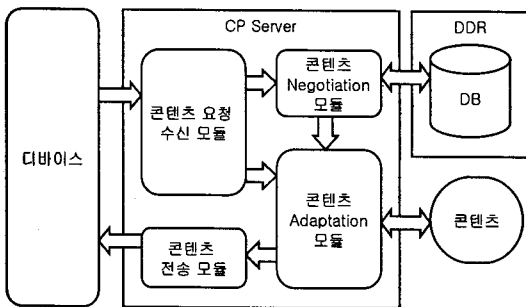 CP Server
DDR
디바이스
콘텐츠 요청
수신 모듈
콘텐츠
Negotiation
모듈
DB
콘텐츠
Adaptation
모듈
콘텐츠
콘텐츠
전송 모듈